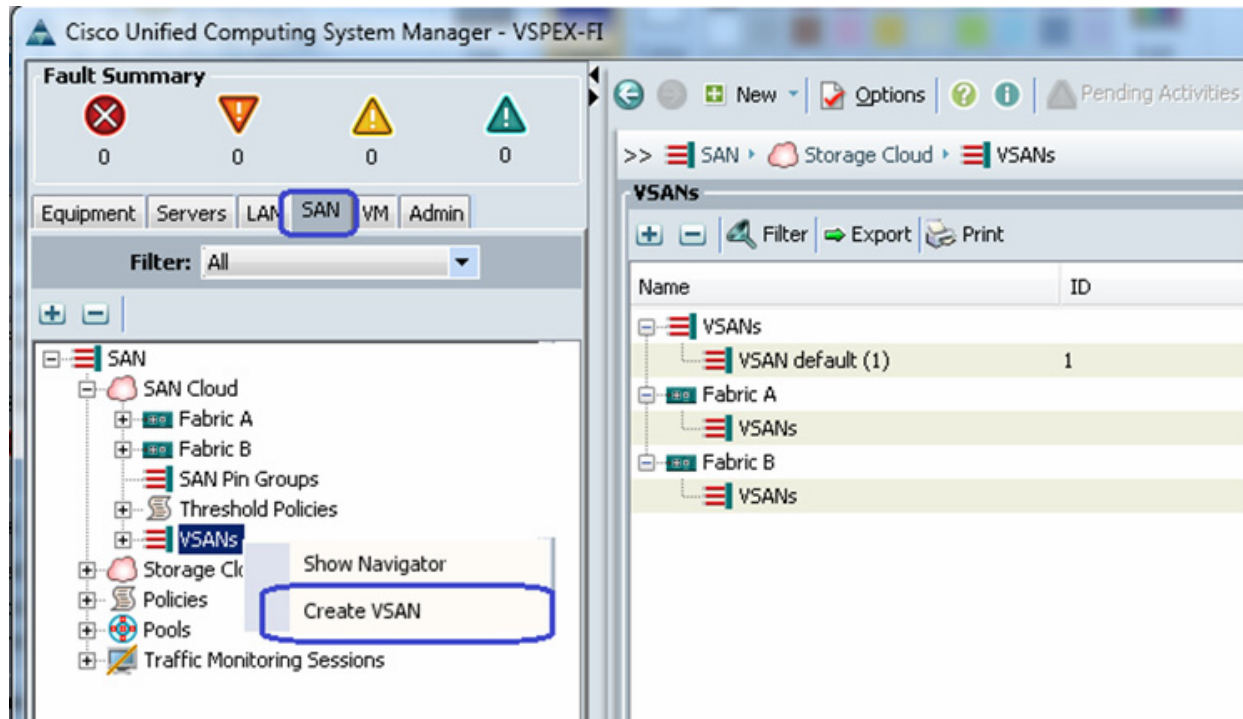 Cisco Unified Computing System Manager - VSPEX-FI
Fault Summary
0 0 0 0
Equipment Servers LAN SAN VM Admin
Filter: All
SAN
SAN Cloud
Fabric A
Fabric B
SAN Pin Groups
Threshold Policies
VSANs
Show Navigator
Storage Clo
Create VSAN
Policies
Pools
Traffic Monitoring Sessions
New Options Pending Activities
>> SAN Storage Cloud VSANs
VSANs
Filter Export Print
Name ID
VSANs
VSAN default (1) 1
Fabric A
VSANs
Fabric B
VSANs